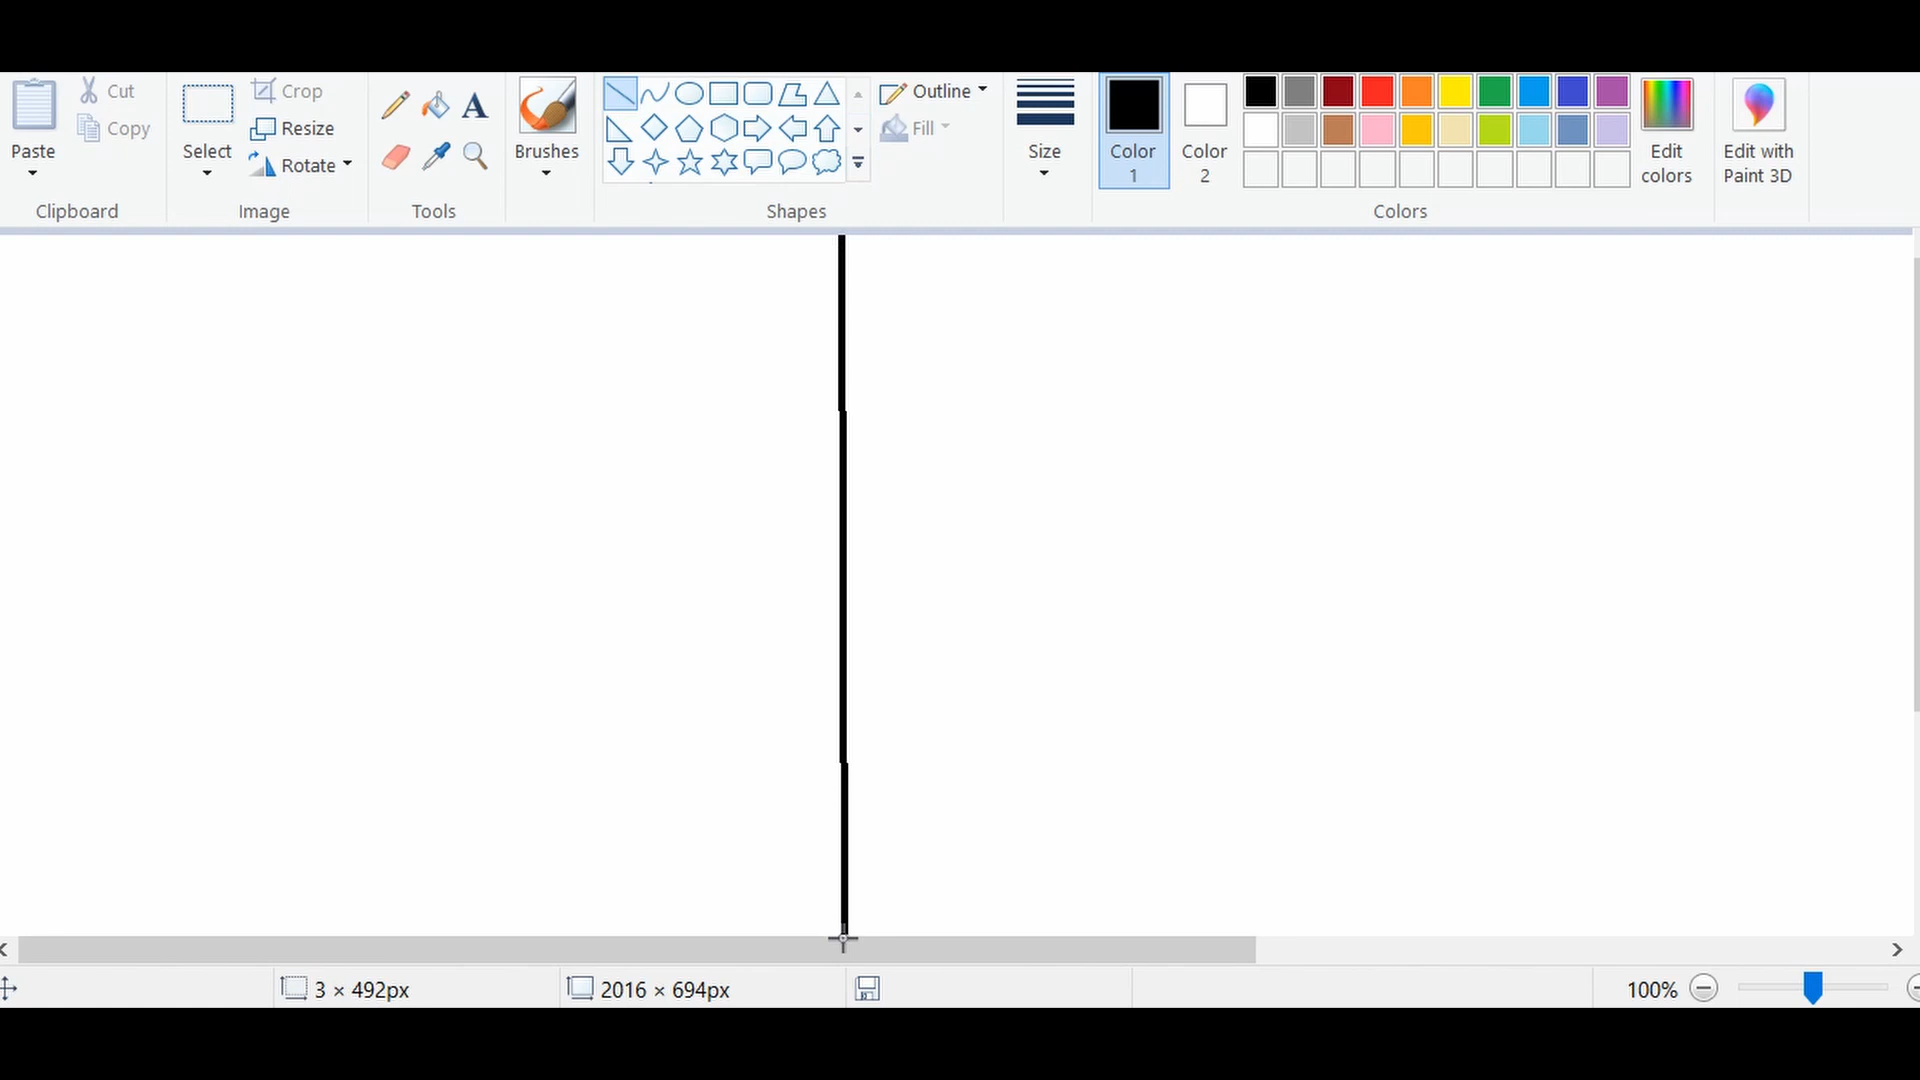 Paste
Cut
Copy
Clipboard
Select
Crop
Resize
Rotate
Image
A
Tools
Brushes
Outline
Fill
Shapes
Size
Color
1
Color
2
Edit
colors
Colors
Edit with
Paint 3D
3 × 492px
2016 × 694px
100%